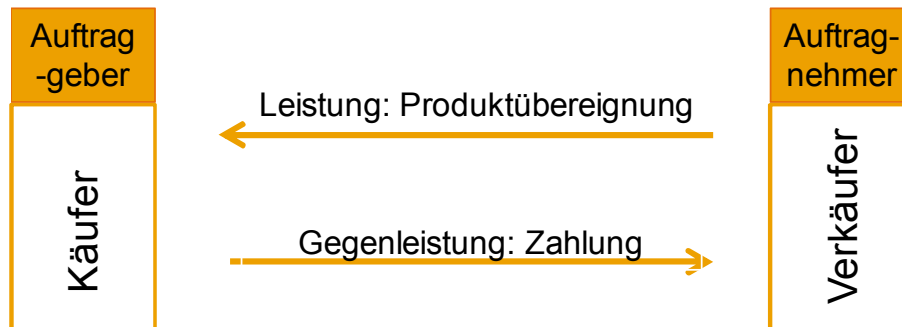 Auftrag
-geber
Auftrag-
nehmer
Leistung: Produktübereignung
Käufer
Verkäufer
Gegenleistung: Zahlung